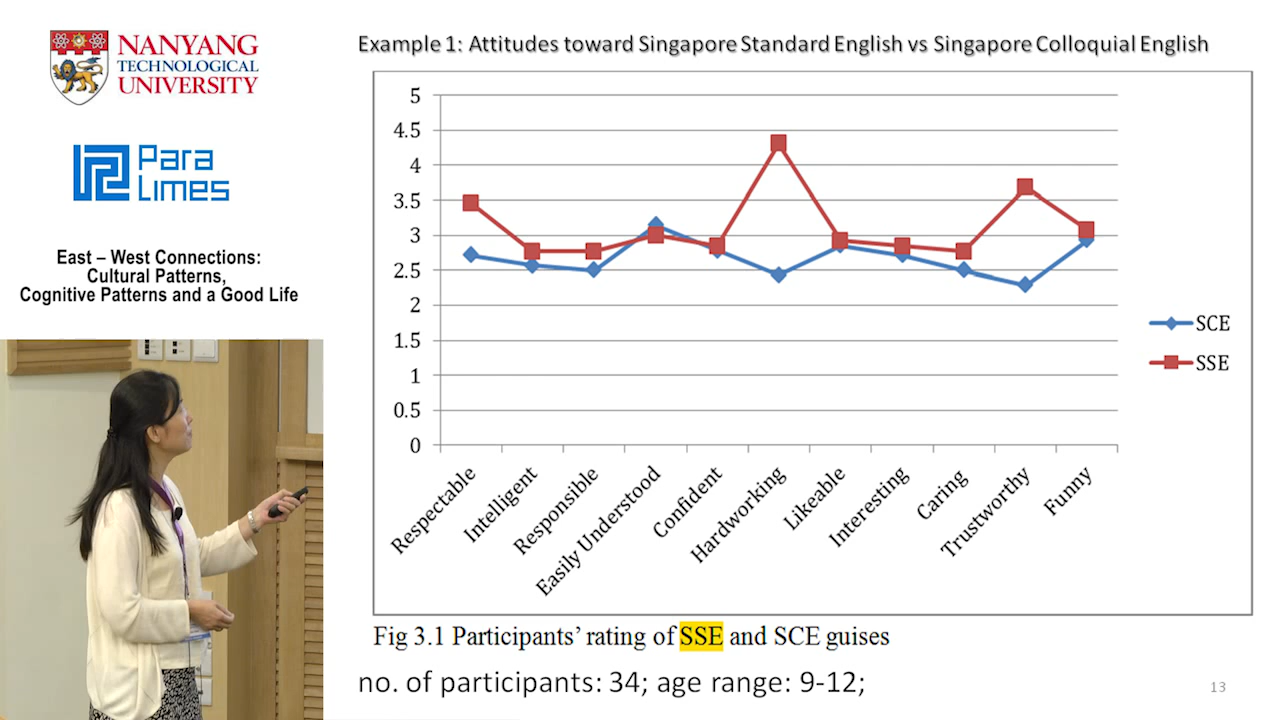 NANYANG
TECHNOLOGICAL
UNIVERSITY
Para
Limes
East – West Connections:
Cultural Patterns,
Cognitive Patterns and a Good Life
Example 1: Attitudes toward Singapore Standard English vs Singapore Colloquial English
5
4.5
4
3.5
3
2.5
2
1.5
1
0.5
0
Respectable
Intelligent
Responsible
Easily Understood
Confident
Hardworking
Likeable
Interesting
Caring
Trustworthy
Funny
SCE
SSE
Fig 3.1 Participants' rating of SSE and SCE guises
no. of participants: 34; age range: 9-12;
13